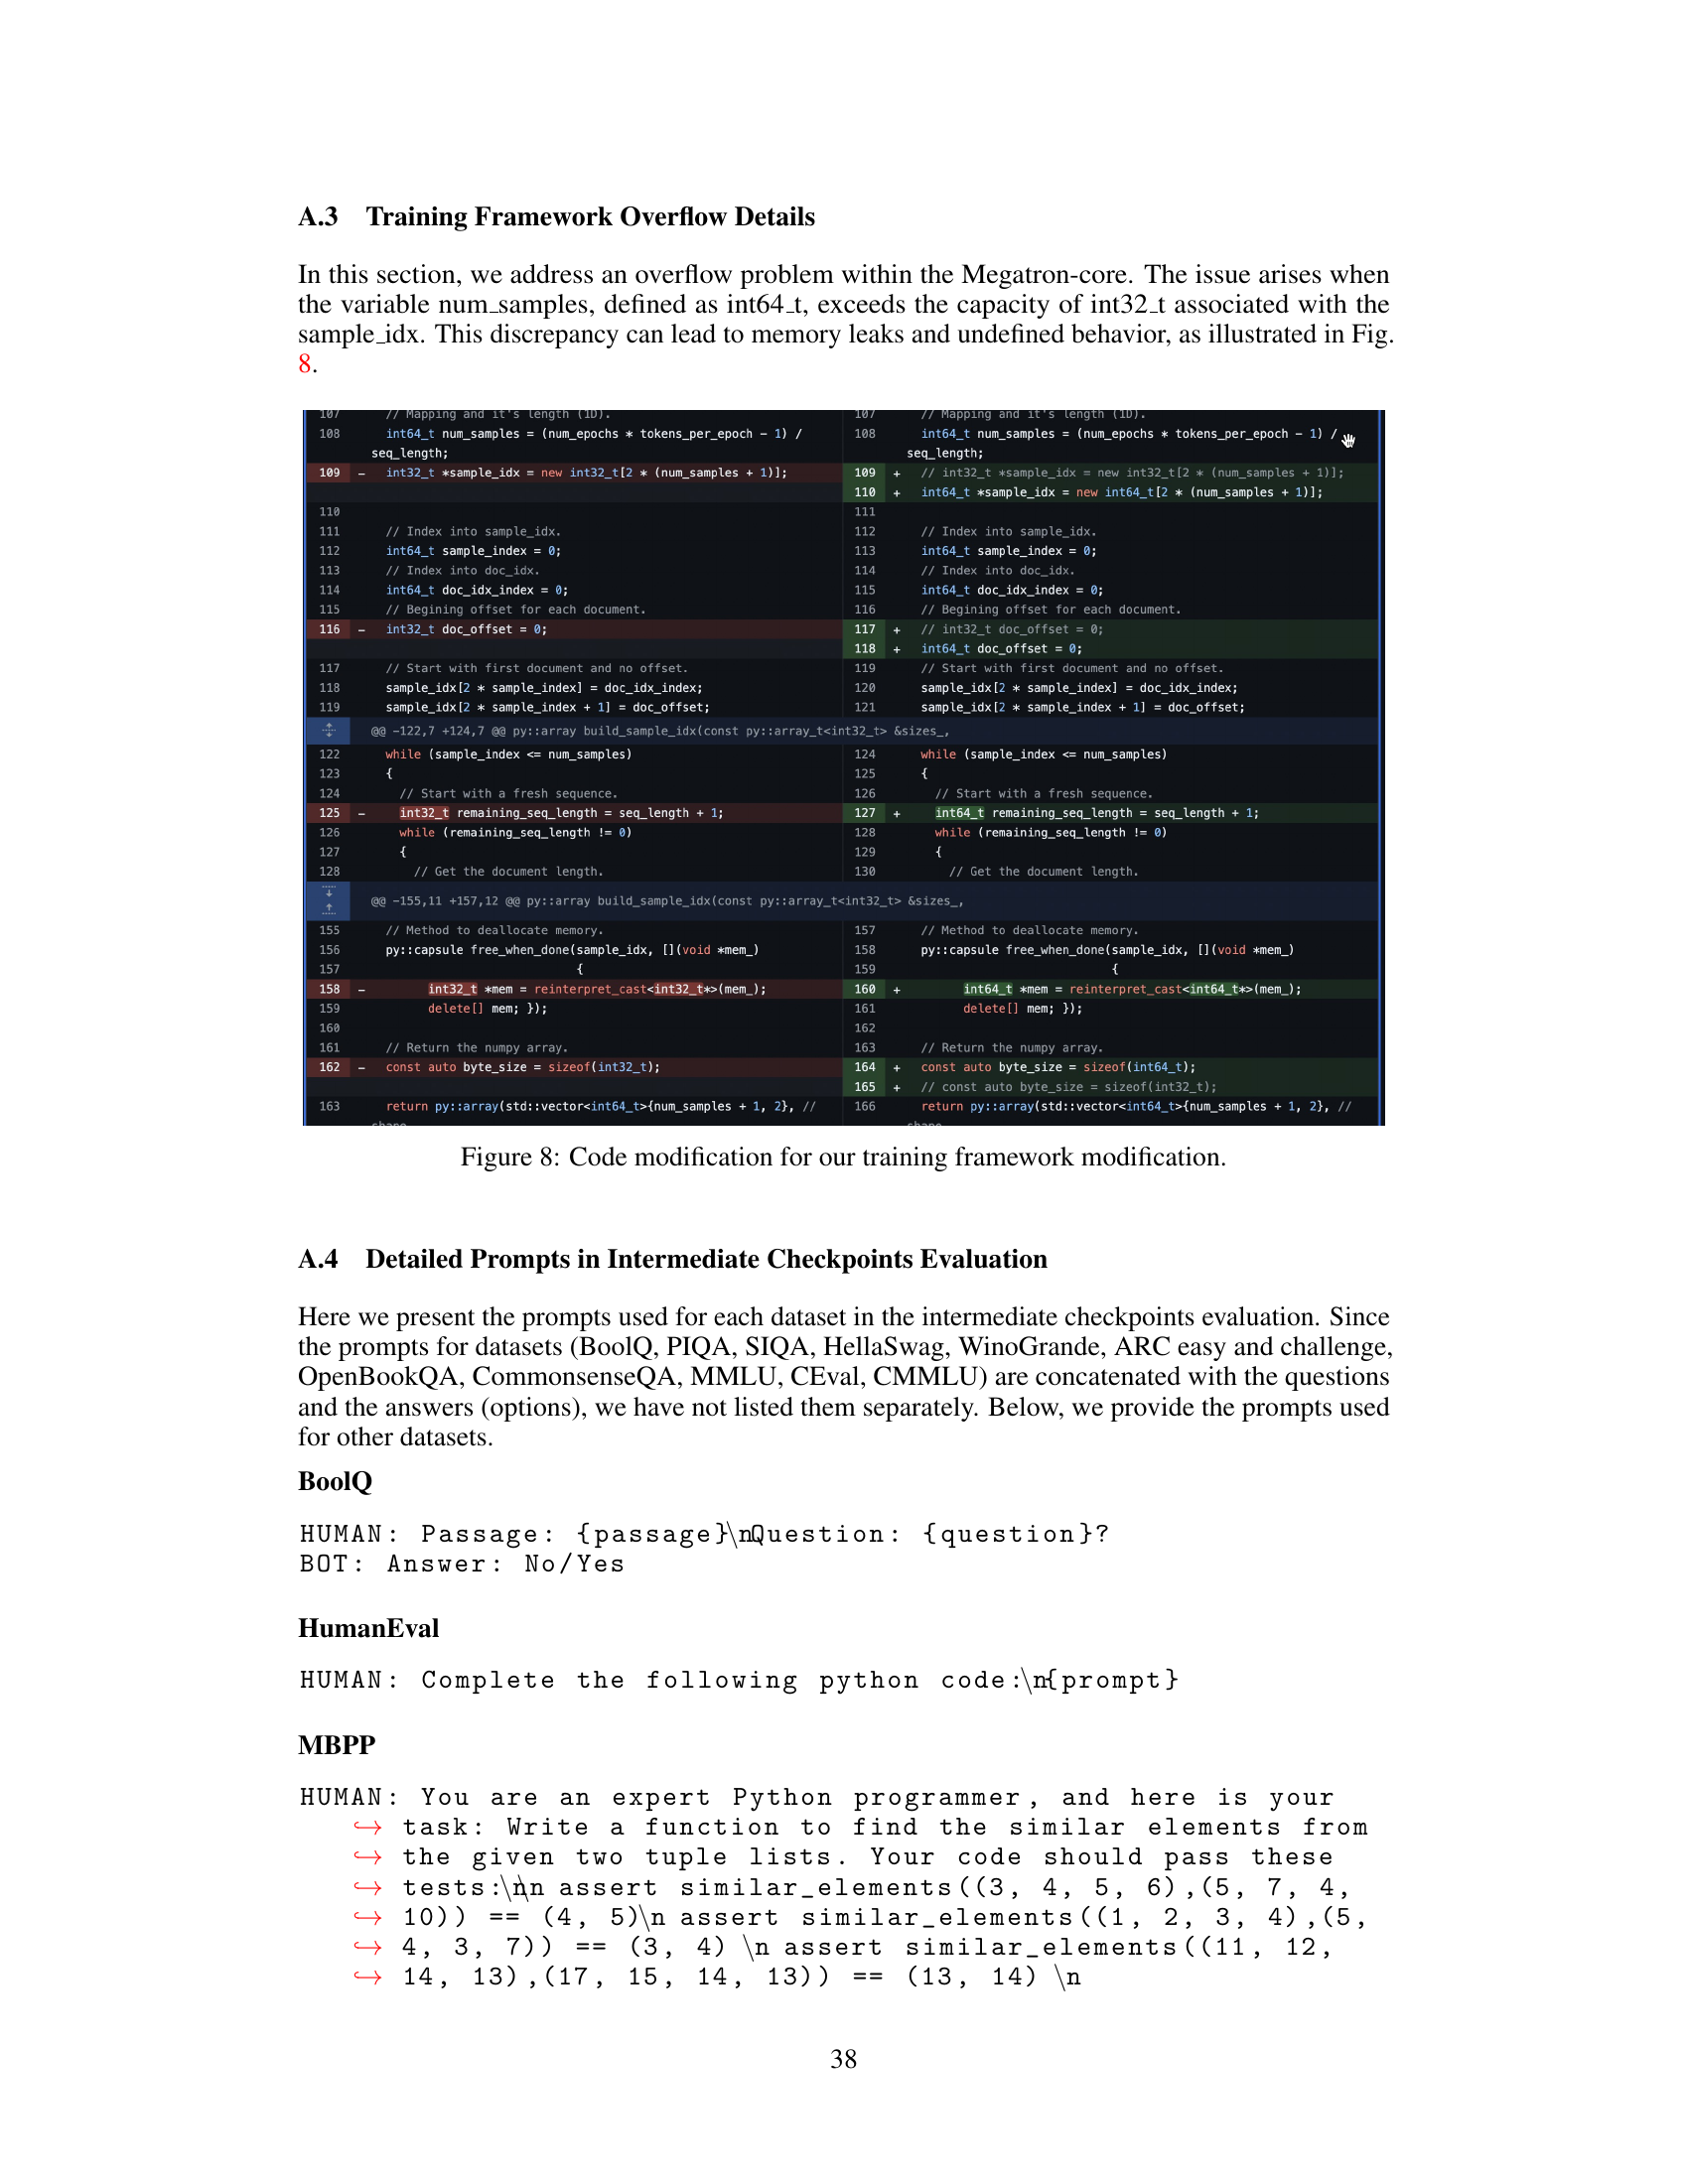 A.3 Training Framework Overflow Details
In this section, we address an overflow problem within the Megatron-core. The issue arises when
the variable num_samples, defined as int64_t, exceeds the capacity of int32_t associated with the
sample_idx. This discrepancy can lead to memory leaks and undefined behavior, as illustrated in Fig.
8.
107 // Mapping and it's length (1D).
108 int64_t num_samples = (num_epochs * tokens_per_epoch - 1) /
seq_length;
109 - int32_t *sample_idx = new int32_t[2 * (num_samples + 1)];
110
111 // Index into sample_idx.
112 int64_t sample_index = 0;
113 // Index into doc_idx.
114 int64_t doc_idx_index = 0;
115 // Begining offset for each document.
116 - int32_t doc_offset = 0;
117 // Start with first document and no offset.
118 sample_idx[2 * sample_index] = doc_idx_index;
119 sample_idx[2 * sample_index + 1] = doc_offset;
107 // Mapping and it's length (1D).
108 int64_t num_samples = (num_epochs * tokens_per_epoch - 1) /
seq_length;
109 + // int32_t *sample_idx = new int32_t[2 * (num_samples + 1)];
110 + int64_t *sample_idx = new int64_t[2 * (num_samples + 1)];
111
112 // Index into sample_idx.
113 int64_t sample_index = 0;
114 // Index into doc_idx.
115 int64_t doc_idx_index = 0;
116 // Begining offset for each document.
117 + // int32_t doc_offset = 0;
118 + int64_t doc_offset = 0;
119 // Start with first document and no offset.
120 sample_idx[2 * sample_index] = doc_idx_index;
121 sample_idx[2 * sample_index + 1] = doc_offset;
@@ -122,7 +124,7 @@ py::array build_sample_idx(const py::array_t<int32_t> &sizes_,
122 while (sample_index <= num_samples)
123 {
124 // Start with a fresh sequence.
125 - int32_t remaining_seq_length = seq_length + 1;
126 while (remaining_seq_length != 0)
127 {
128 // Get the document length.
124 while (sample_index <= num_samples)
125 {
126 // Start with a fresh sequence.
127 + int64_t remaining_seq_length = seq_length + 1;
128 while (remaining_seq_length != 0)
129 {
130 // Get the document length.
@@ -155,11 +157,12 @@ py::array build_sample_idx(const py::array_t<int32_t> &sizes_,
155 // Method to deallocate memory.
156 py::capsule free_when_done(sample_idx, [](void *mem_)
157 {
158 - int32_t *mem = reinterpret_cast<int32_t*>(mem_);
159 delete[] mem; });
160
161 // Return the numpy array.
162 - const auto byte_size = sizeof(int32_t);
163 return py::array(std::vector<int64_t>{num_samples + 1, 2}, //
shape
157 // Method to deallocate memory.
158 py::capsule free_when_done(sample_idx, [](void *mem_)
159 {
160 + int64_t *mem = reinterpret_cast<int64_t*>(mem_);
161 delete[] mem; });
162
163 // Return the numpy array.
164 + const auto byte_size = sizeof(int64_t);
165 + // const auto byte_size = sizeof(int32_t);
166 return py::array(std::vector<int64_t>{num_samples + 1, 2}, //
shape
Figure 8: Code modification for our training framework modification.
A.4 Detailed Prompts in Intermediate Checkpoints Evaluation
Here we present the prompts used for each dataset in the intermediate checkpoints evaluation. Since
the prompts for datasets (BoolQ, PIQA, SIQA, HellaSwag, WinoGrande, ARC easy and challenge,
OpenBookQA, CommonsenseQA, MMLU, CEval, CMMLU) are concatenated with the questions
and the answers (options), we have not listed them separately. Below, we provide the prompts used
for other datasets.
BoolQ
HUMAN: Passage: {passage}\nQuestion: {question}?
BOT: Answer: No/Yes
HumanEval
HUMAN: Complete the following python code:\n{prompt}
MBPP
HUMAN: You are an expert Python programmer, and here is your
↪ task: Write a function to find the similar elements from
↪ the given two tuple lists. Your code should pass these
↪ tests:\n\n assert similar_elements((3, 4, 5, 6),(5, 7, 4,
↪ 10)) == (4, 5)\n assert similar_elements((1, 2, 3, 4),(5,
↪ 4, 3, 7)) == (3, 4) \n assert similar_elements((11, 12,
↪ 14, 13),(17, 15, 14, 13)) == (13, 14) \n
38